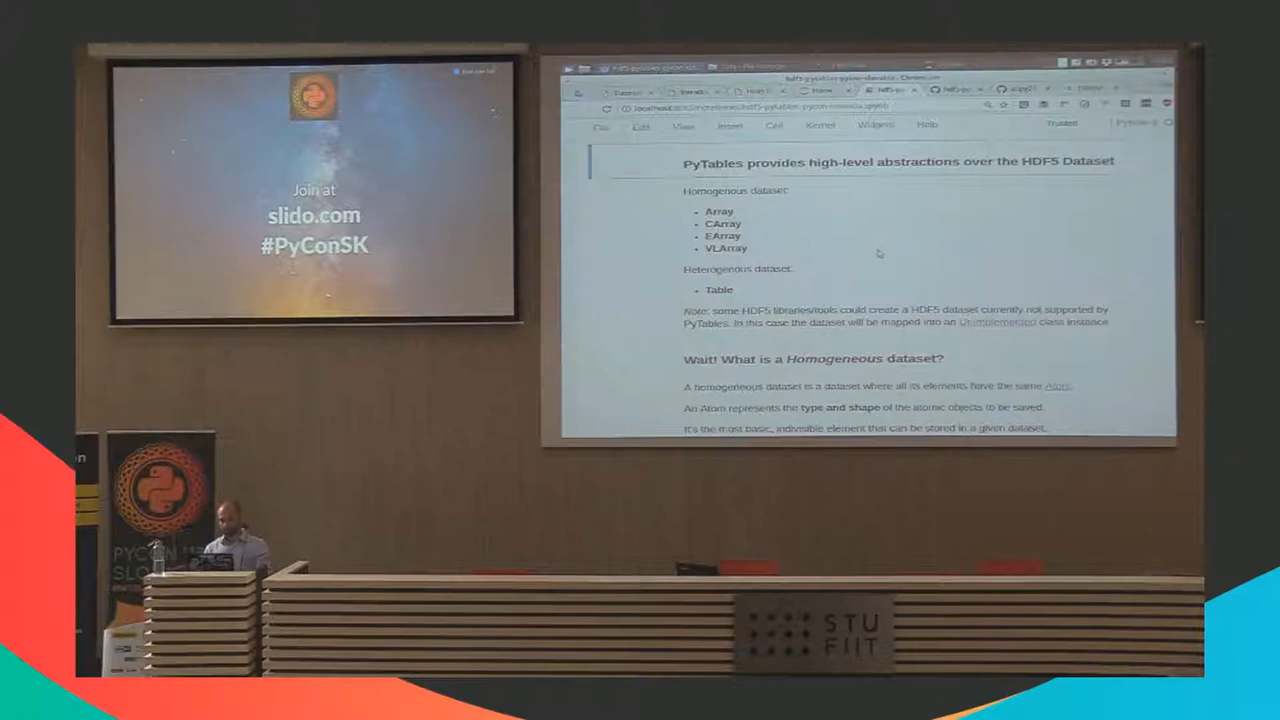 Join at
slido.com
#PyConSK
File Edit View Insert Cell Kernel Widgets Help
Trusted
PyTables provides high-level abstractions over the HDF5 Dataset
Homogenous dataset:
Array
CArray
EArray
VLArray
Heterogenous dataset:
Table
Note: some HDF5 libraries/tools could create a HDF5 dataset currently not supported by
PyTables. In this case the dataset will be mapped into an UnImplemented class instance.
Wait! What is a Homogeneous dataset?
A homogeneous dataset is a dataset where all its elements have the same Atom.
An Atom represents the type and shape of the atomic objects to be saved.
It's the most basic, indivisible element that can be stored in a given dataset.
PYCON
SLO
STU
FIIT